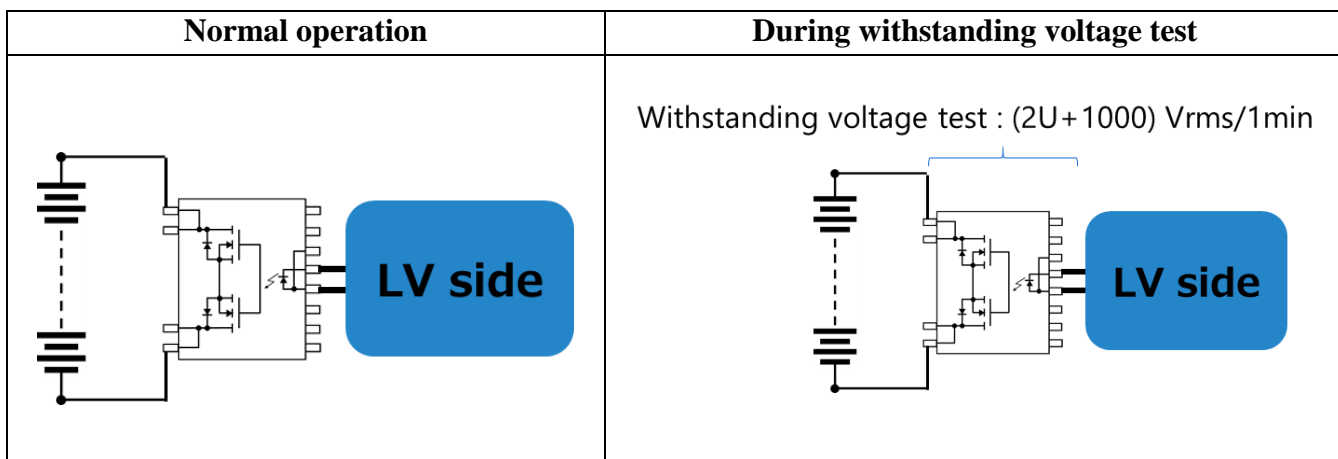 Normal operation
During withstanding voltage test
Withstanding voltage test : (2U+1000) Vrms/1min
LV side
LV side